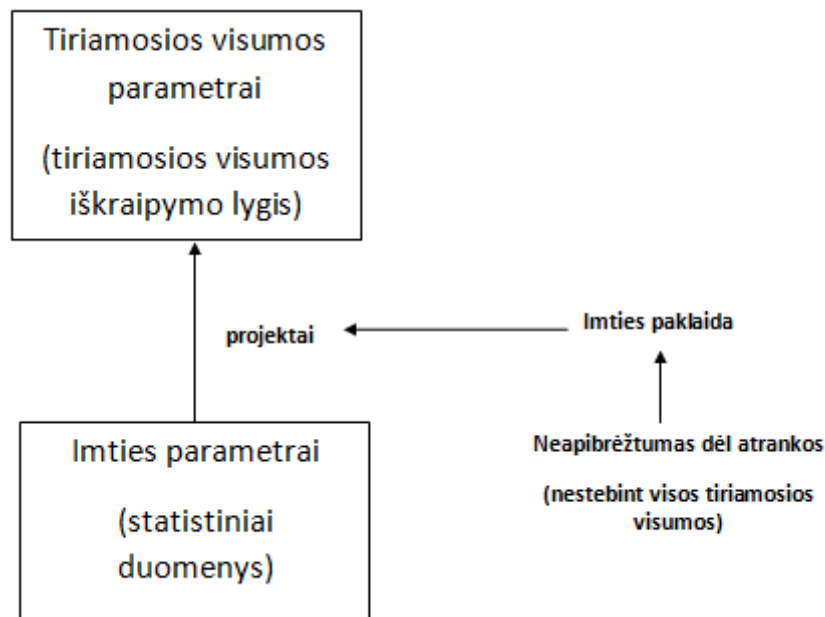 Tiriamosios visumos
parametrai
(tiriamosios visumos
iškraipymo lygis)
projektai
Imties paklaida
Imties parametrai
(statistiniai
duomenys)
Neapibrėžtumas dėl atrankos
(nestebint visos tiriamosios
visumos)